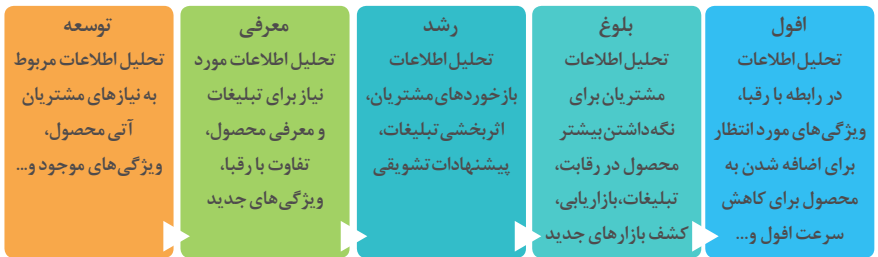 توسعه
تحلیل اطلاعات مربوط
به نیازهای مشتریان
آتی محصول،
ویژگی‌های موجود و...
معرفی
تحلیل اطلاعات مورد
نیاز برای تبلیغات
و معرفی محصول،
تفاوت با رقبا،
ویژگی‌های جدید
رشد
تحلیل اطلاعات
بازخوردهای مشتریان،
اثربخشی تبلیغات،
پیشنهادات تشویقی
بلوغ
تحلیل اطلاعات
مشتریان برای
نگه‌داشتن بیشتر
محصول در رقابت،
تبلیغات، بازاریابی،
کشف بازارهای جدید
افول
تحلیل اطلاعات
در رابطه با رقبا،
ویژگی‌های مورد انتظار
برای اضافه شدن به
محصول برای کاهش
سرعت افول و...